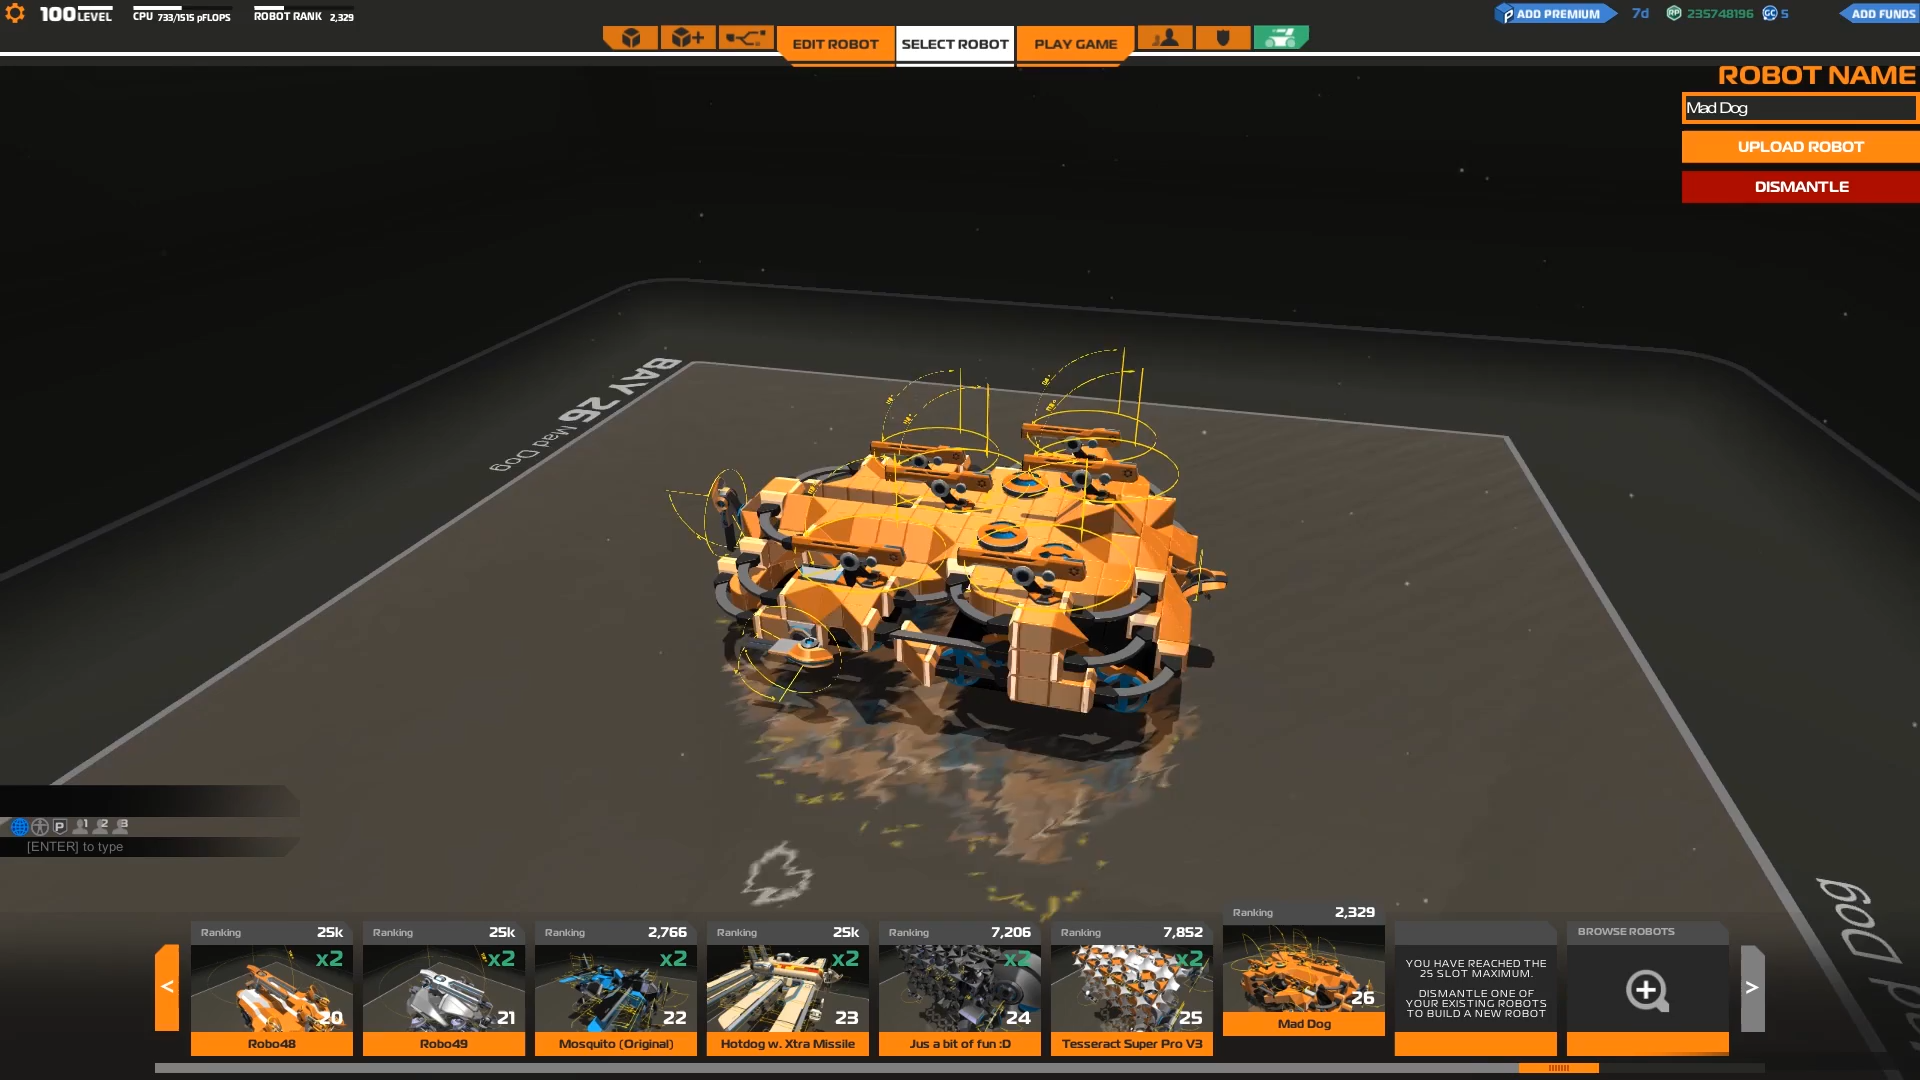 100 LEVEL
CPU 733/1515 pFLOPS
ROBOT RANK 2,329
EDIT ROBOT
SELECT ROBOT
PLAY GAME
ADD PREMIUM
7d
RP 235748196
GC 5
ADD FUNDS
ROBOT NAME
Mad Dog
UPLOAD ROBOT
DISMANTLE
BAY 26 Mad Dog
P
1 2 3
[ENTER] to type
Ranking 25k
x2
20
Robo48
Ranking 25k
x2
21
Robo49
Ranking 2,766
x2
22
Mosquito (Original)
Ranking 25k
x2
23
Hotdog w. Xtra Missile
Ranking 7,206
x2
24
Jus a bit of fun :D
Ranking 7,852
x2
25
Tesseract Super Pro V3
Ranking 2,329
26
Mad Dog
YOU HAVE REACHED THE
25 SLOT MAXIMUM.
DISMANTLE ONE OF
YOUR EXISTING ROBOTS
TO BUILD A NEW ROBOT
BROWSE ROBOTS
<
>